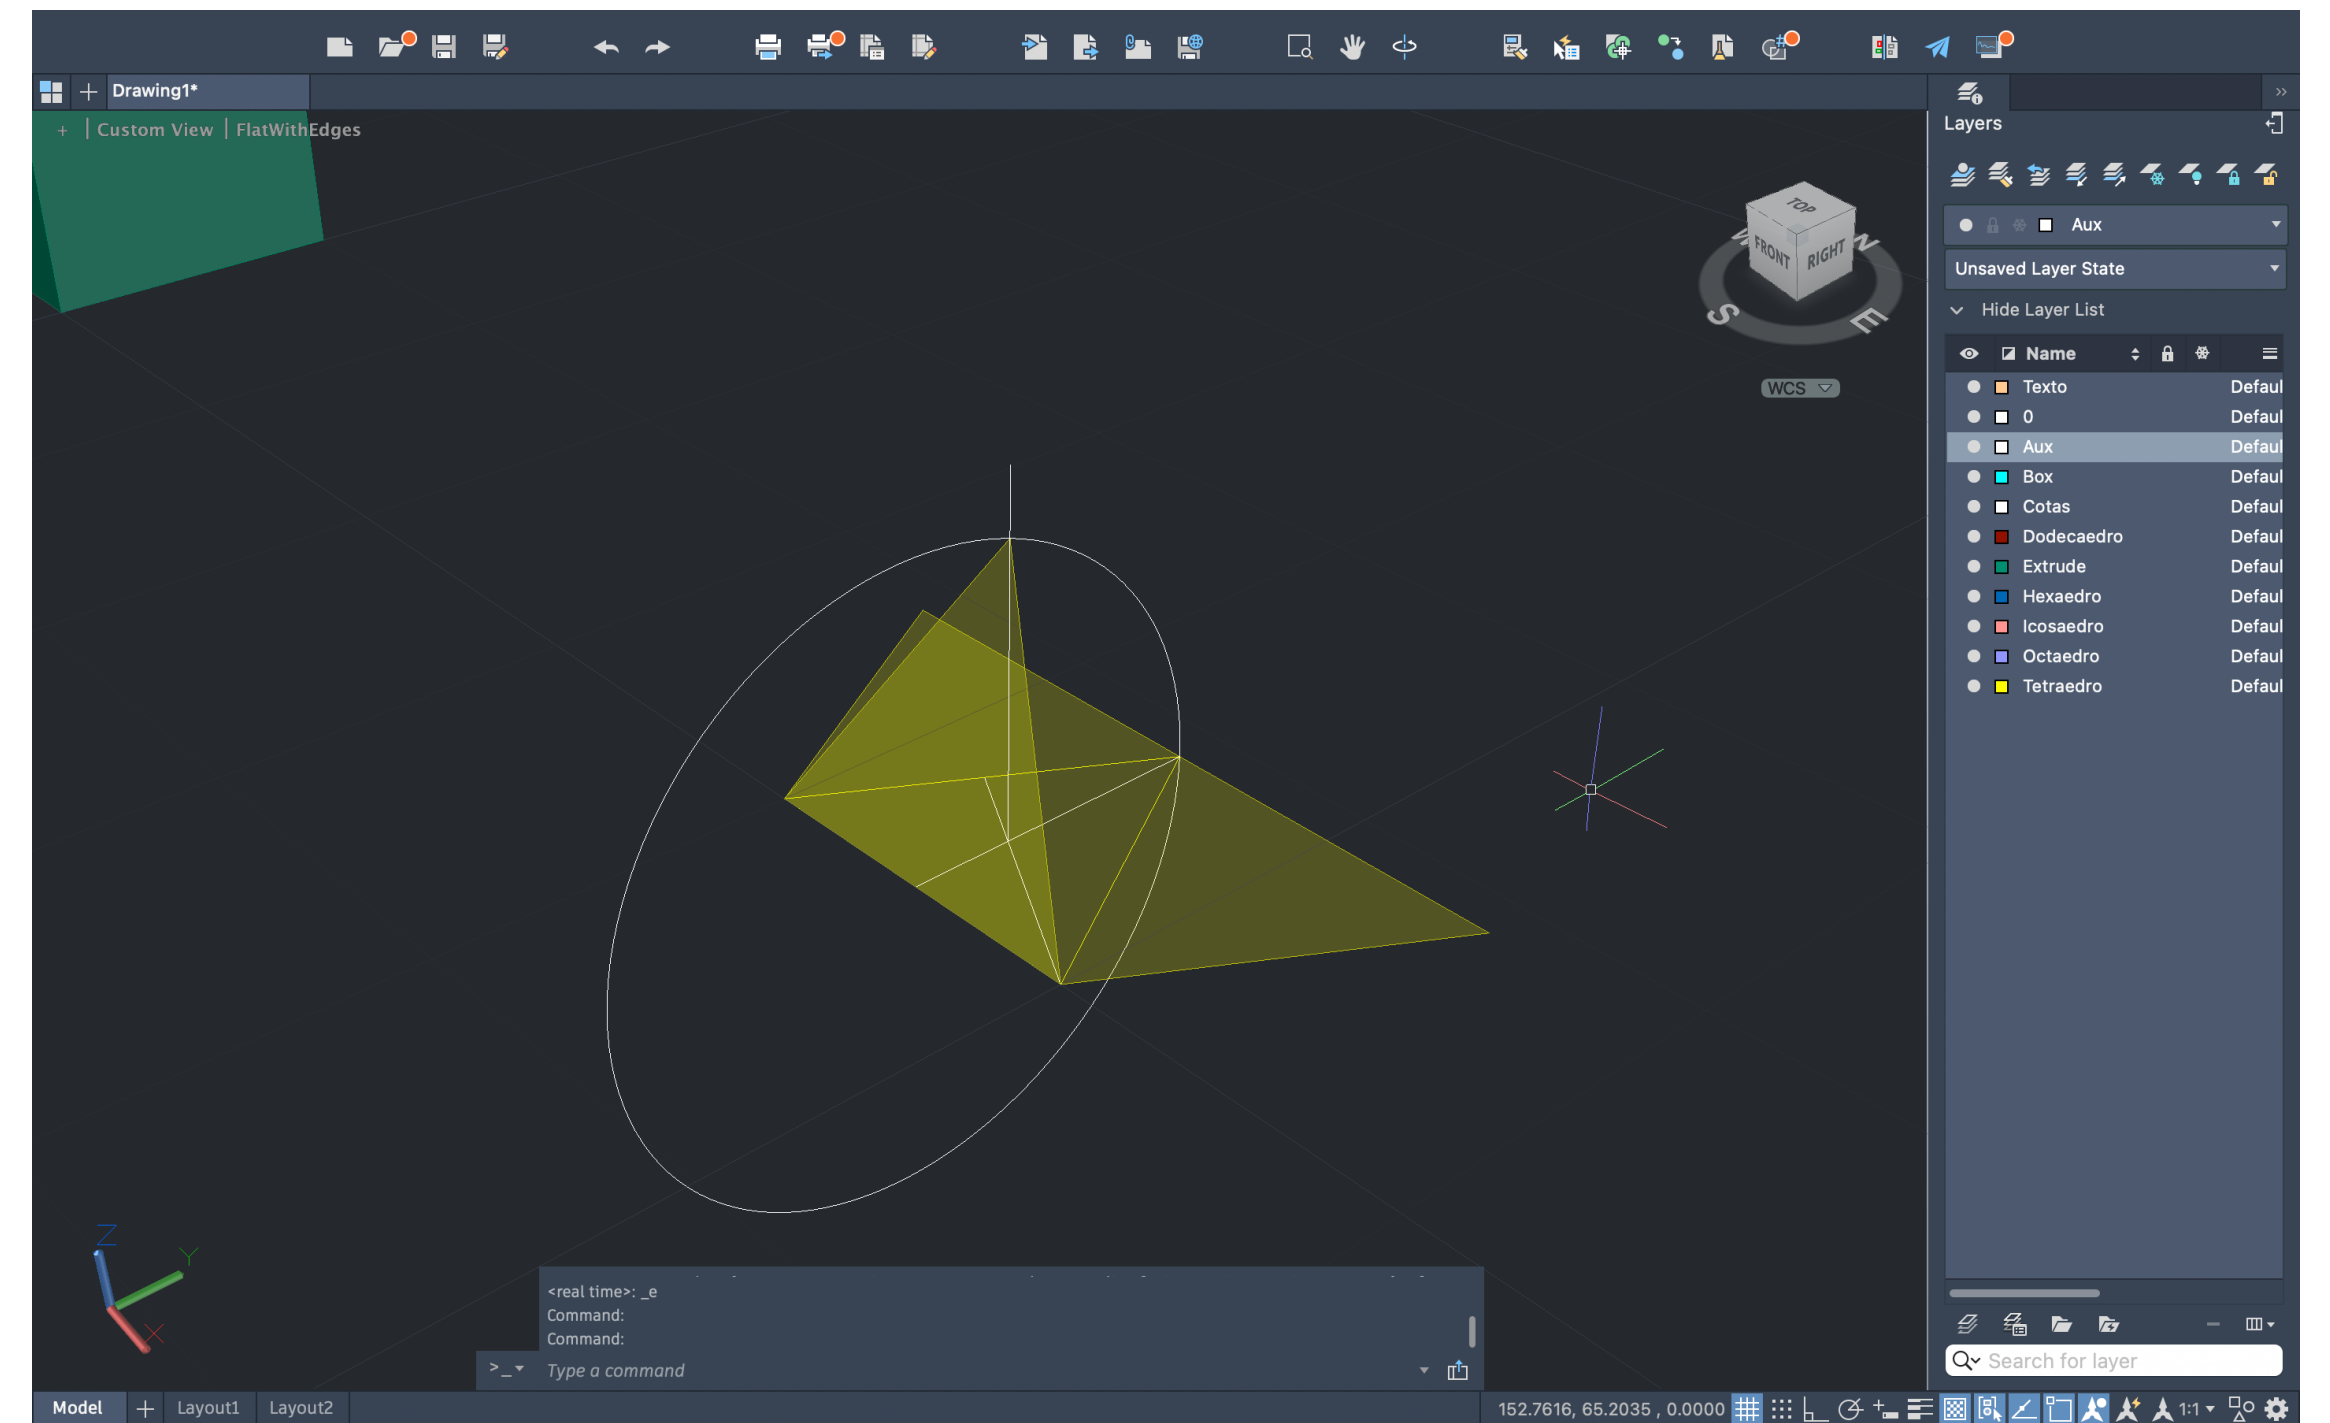 Drawing1*
+ | Custom View | FlatWithEdges
TOP
FRONT
RIGHT
W
N
S
E
WCS
Layers
Aux
Unsaved Layer State
Hide Layer List
Name
Texto Defaul
0 Defaul
Aux Defaul
Box Defaul
Cotas Defaul
Dodecaedro Defaul
Extrude Defaul
Hexaedro Defaul
Icosaedro Defaul
Octaedro Defaul
Tetraedro Defaul
Search for layer
Z
Y
X
<real time>: _e
Command:
Command:
>_ Type a command
Model + Layout1 Layout2
152.7616, 65.2035 , 0.0000
1:1